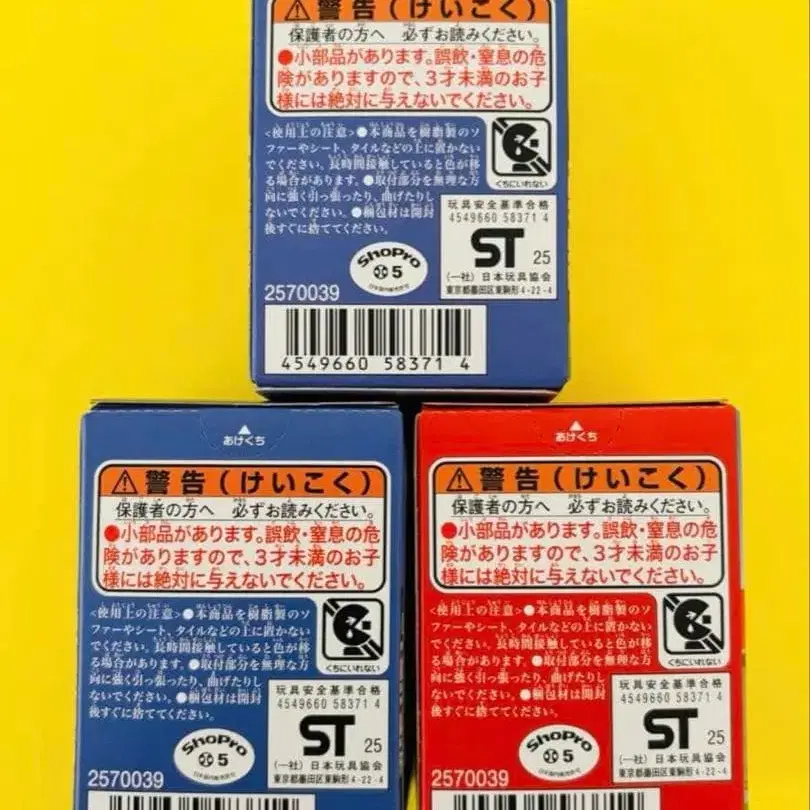 警告(けいこく)
保護者の方へ 必ずお読みください。
●小部品があります。誤飲・窒息の危
険がありますので、3才未満のお子
様には絶対に与えないでください。
<使用上の注意>●本商品を樹脂製のソ
ファーやシート、タイルなどの上に置かない
でください。長時間接触していると色が移
る場合があります。●取付部分を無理な方
向に強く引っ張ったり、曲げたりし
ないでください。●梱包材は開封
後すぐに捨ててください。
くちにいれない
玩具安全基準合格
4549660 58371 4
ST 25
(一社)日本玩具協会
東京都墨田区東駒形4-22-4
ShoPro
小5
日本国内販売許可
2570039
4549660 583714
あけくち
警告(けいこく)
保護者の方へ 必ずお読みください。
●小部品があります。誤飲・窒息の危
険がありますので、3才未満のお子
様には絶対に与えないでください。
<使用上の注意>●本商品を樹脂製のソ
ファーやシート、タイルなどの上に置かない
でください。長時間接触していると色が移
る場合があります。●取付部分を無理な方
向に強く引っ張ったり、曲げたりし
ないでください。●梱包材は開封
後すぐに捨ててください。
くちにいれない
玩具安全基準合格
4549660 58371 4
ST 25
(一社)日本玩具協会
東京都墨田区東駒形4-22-4
ShoPro
小5
日本国内販売許可
2570039
あけくち
警告(けいこく)
保護者の方へ 必ずお読みください。
●小部品があります。誤飲・窒息の危
険がありますので、3才未満のお子
様には絶対に与えないでください。
<使用上の注意>●本商品を樹脂製のソ
ファーやシート、タイルなどの上に置かない
でください。長時間接触していると色が移
る場合があります。●取付部分を無理な方
向に強く引っ張ったり、曲げたりし
ないでください。●梱包材は開封
後すぐに捨ててください。
くちにいれない
玩具安全基準合格
4549660 58371 4
ST 25
(一社)日本玩具協会
東京都墨田区東駒形4-22-4
ShoPro
小5
日本国内販売許可
2570039